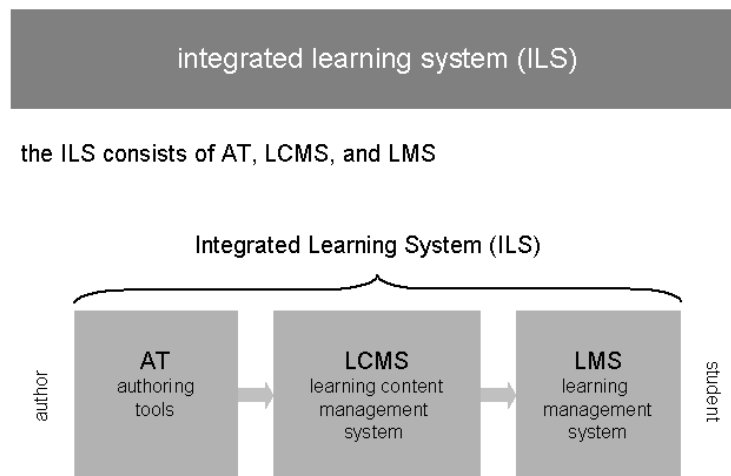 integrated learning system (ILS)
the ILS consists of AT, LCMS, and LMS
Integrated Learning System (ILS)
author
AT
authoring
tools
LCMS
learning content
management
system
LMS
learning
management
system
student